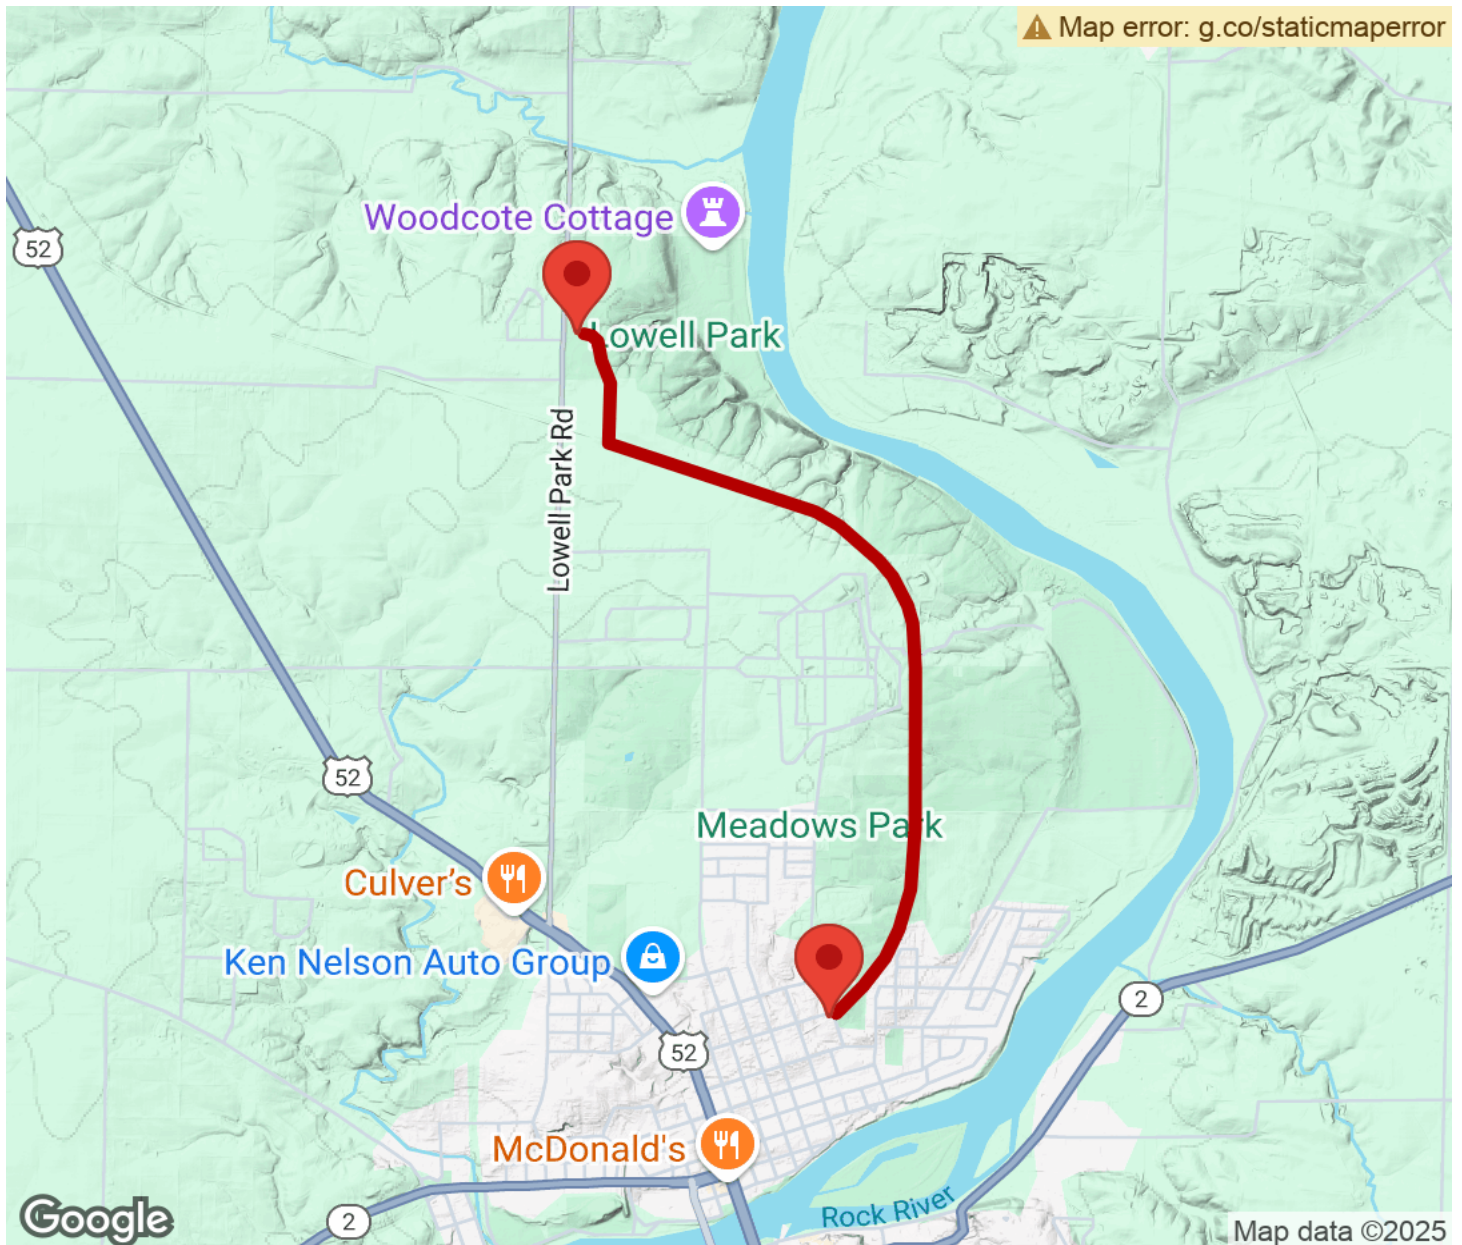 Map error: g.co/staticmaperror
Woodcote Cottage
52
Lowell Park
Lowell Park Rd
52
Meadows Park
Culver's
Ken Nelson Auto Group
2
52
McDonald's
Rock River
2
Google
Map data ©2025